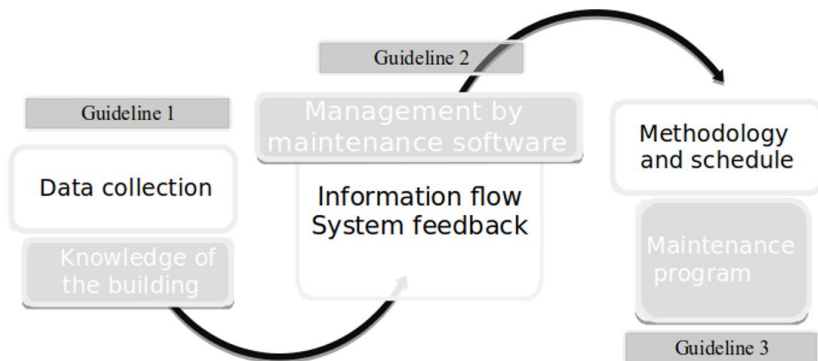 Guideline 1
Data collection
Knowledge of
the building
Guideline 2
Management by
maintenance software
Information flow
System feedback
Methodology
and schedule
Maintenance
program
Guideline 3